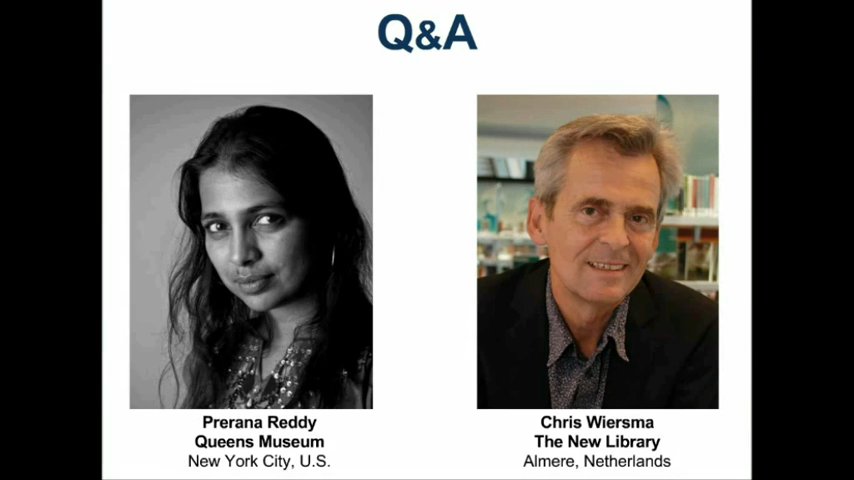 Q&A
Prerana Reddy
Queens Museum
New York City, U.S.
Chris Wiersma
The New Library
Almere, Netherlands